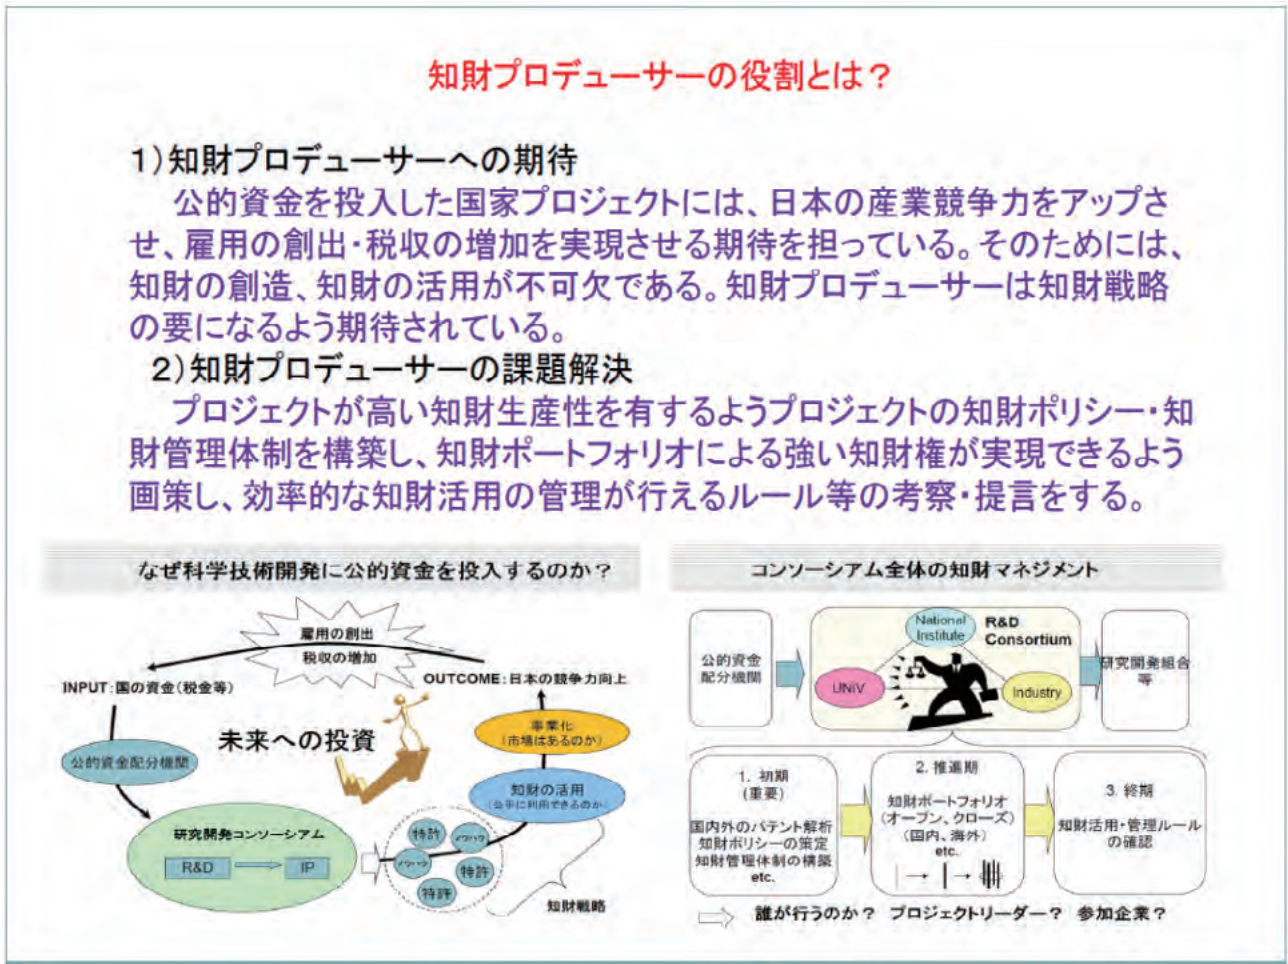 知財プロデューサーの役割とは？
1)知財プロデューサーへの期待
公的資金を投入した国家プロジェクトには、日本の産業競争力をアップさ
せ、雇用の創出・税収の増加を実現させる期待を担っている。そのためには、
知財の創造、知財の活用が不可欠である。知財プロデューサーは知財戦略
の要になるよう期待されている。
2)知財プロデューサーの課題解決
プロジェクトが高い知財生産性を有するようプロジェクトの知財ポリシー・知
財管理体制を構築し、知財ポートフォリオによる強い知財権が実現できるよう
画策し、効率的な知財活用の管理が行えるルール等の考察・提言をする。
なぜ科学技術開発に公的資金を投入するのか？
雇用の創出
税収の増加
INPUT：国の資金（税金等）
OUTCOME：日本の競争力向上
未来への投資
事業化
（市場はあるのか）
公的資金配分機関
知財の活用
（公平に利用できるのか）
研究開発コンソーシアム
R&D
IP
特許
ノウハウ
ノウハウ
特許
特許
知財戦略
コンソーシアム全体の知財マネジメント
公的資金
配分機関
National
Institute
R&D
Consortium
UNIV
Industry
研究開発組合
等
1. 初期
(重要)
国内外のパテント解析
知財ポリシーの策定
知財管理体制の構築
etc.
2. 推進期
知財ポートフォリオ
（オープン、クローズ）
（国内、海外）
etc.
3. 終期
知財活用・管理ルール
の確認
誰が行うのか？ プロジェクトリーダー？ 参加企業？